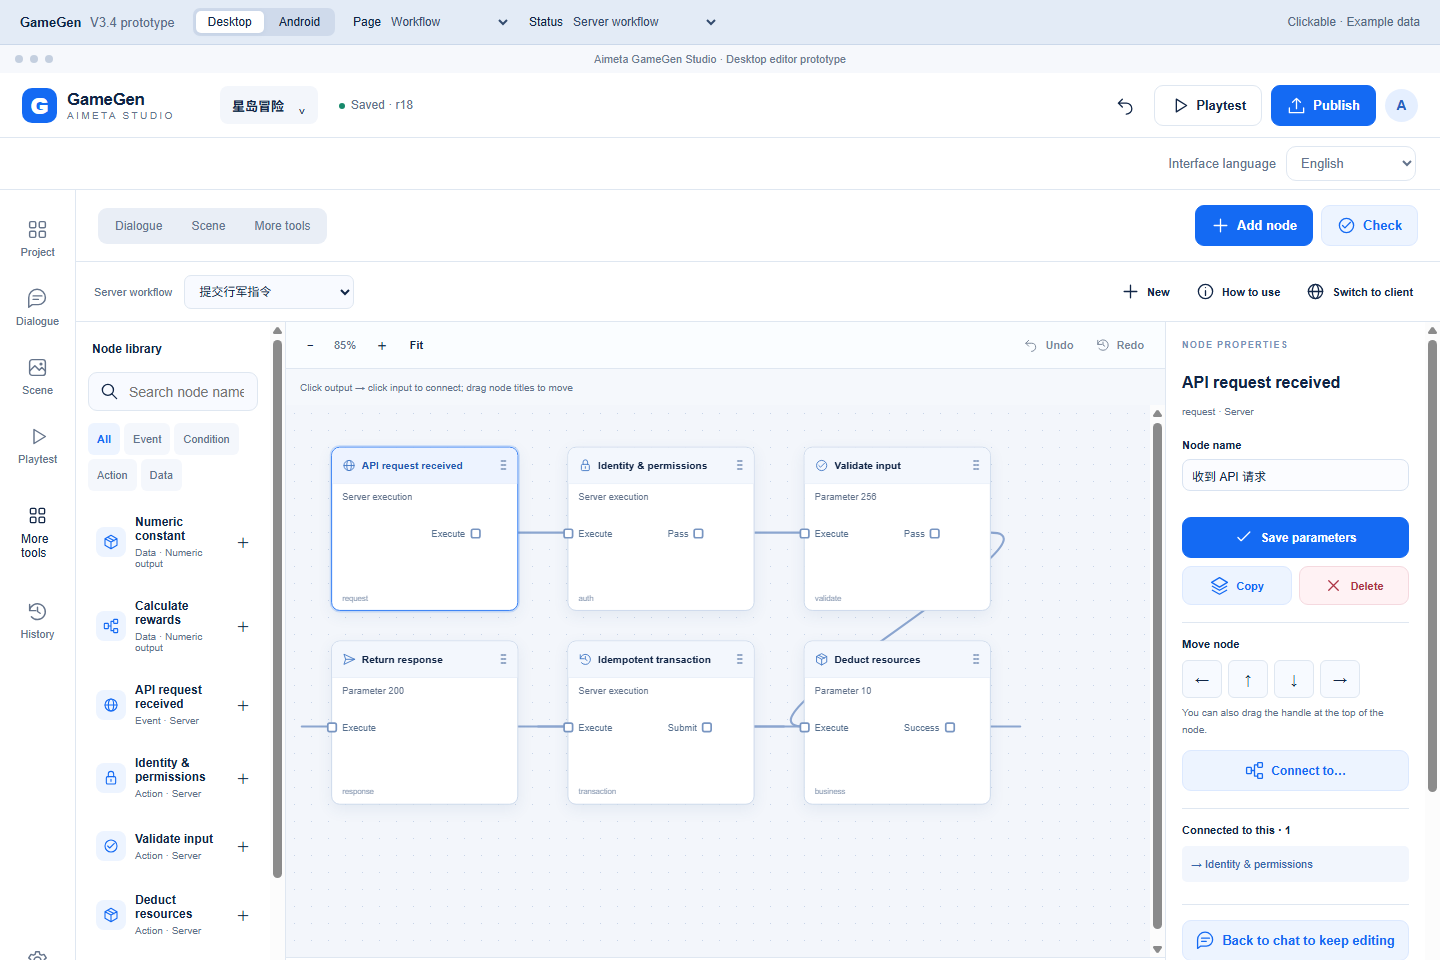 GameGen V3.4 prototype Desktop Android Page Workflow Status Server workflow Clickable · Example data
Aimeta GameGen Studio · Desktop editor prototype
G GameGen
AIMETA STUDIO
星岛冒险
Saved · r18
Playtest
Publish
A
Interface language English
Project
Dialogue
Scene
Playtest
More
tools
History
Dialogue Scene More tools
Add node Check
Server workflow 提交行军指令
New How to use Switch to client
Node library
Search node name
All Event Condition
Action Data
Numeric
constant
Data · Numeric
output
Calculate
rewards
Data · Numeric
output
API request
received
Event · Server
Identity &
permissions
Action · Server
Validate input
Action · Server
Deduct
resources
Action · Server
− 85% + Fit
Undo Redo
Click output → click input to connect; drag node titles to move
API request received
Server execution
Execute
request
Identity & permissions
Server execution
Execute Pass
auth
Validate input
Parameter 256
Execute Pass
validate
Return response
Parameter 200
Execute
response
Idempotent transaction
Server execution
Execute Submit
transaction
Deduct resources
Parameter 10
Execute Success
business
NODE PROPERTIES
API request received
request · Server
Node name
收到 API 请求
Save parameters
Copy Delete
Move node
← ↑ ↓ →
You can also drag the handle at the top of the
node.
Connect to…
Connected to this · 1
→ Identity & permissions
Back to chat to keep editing